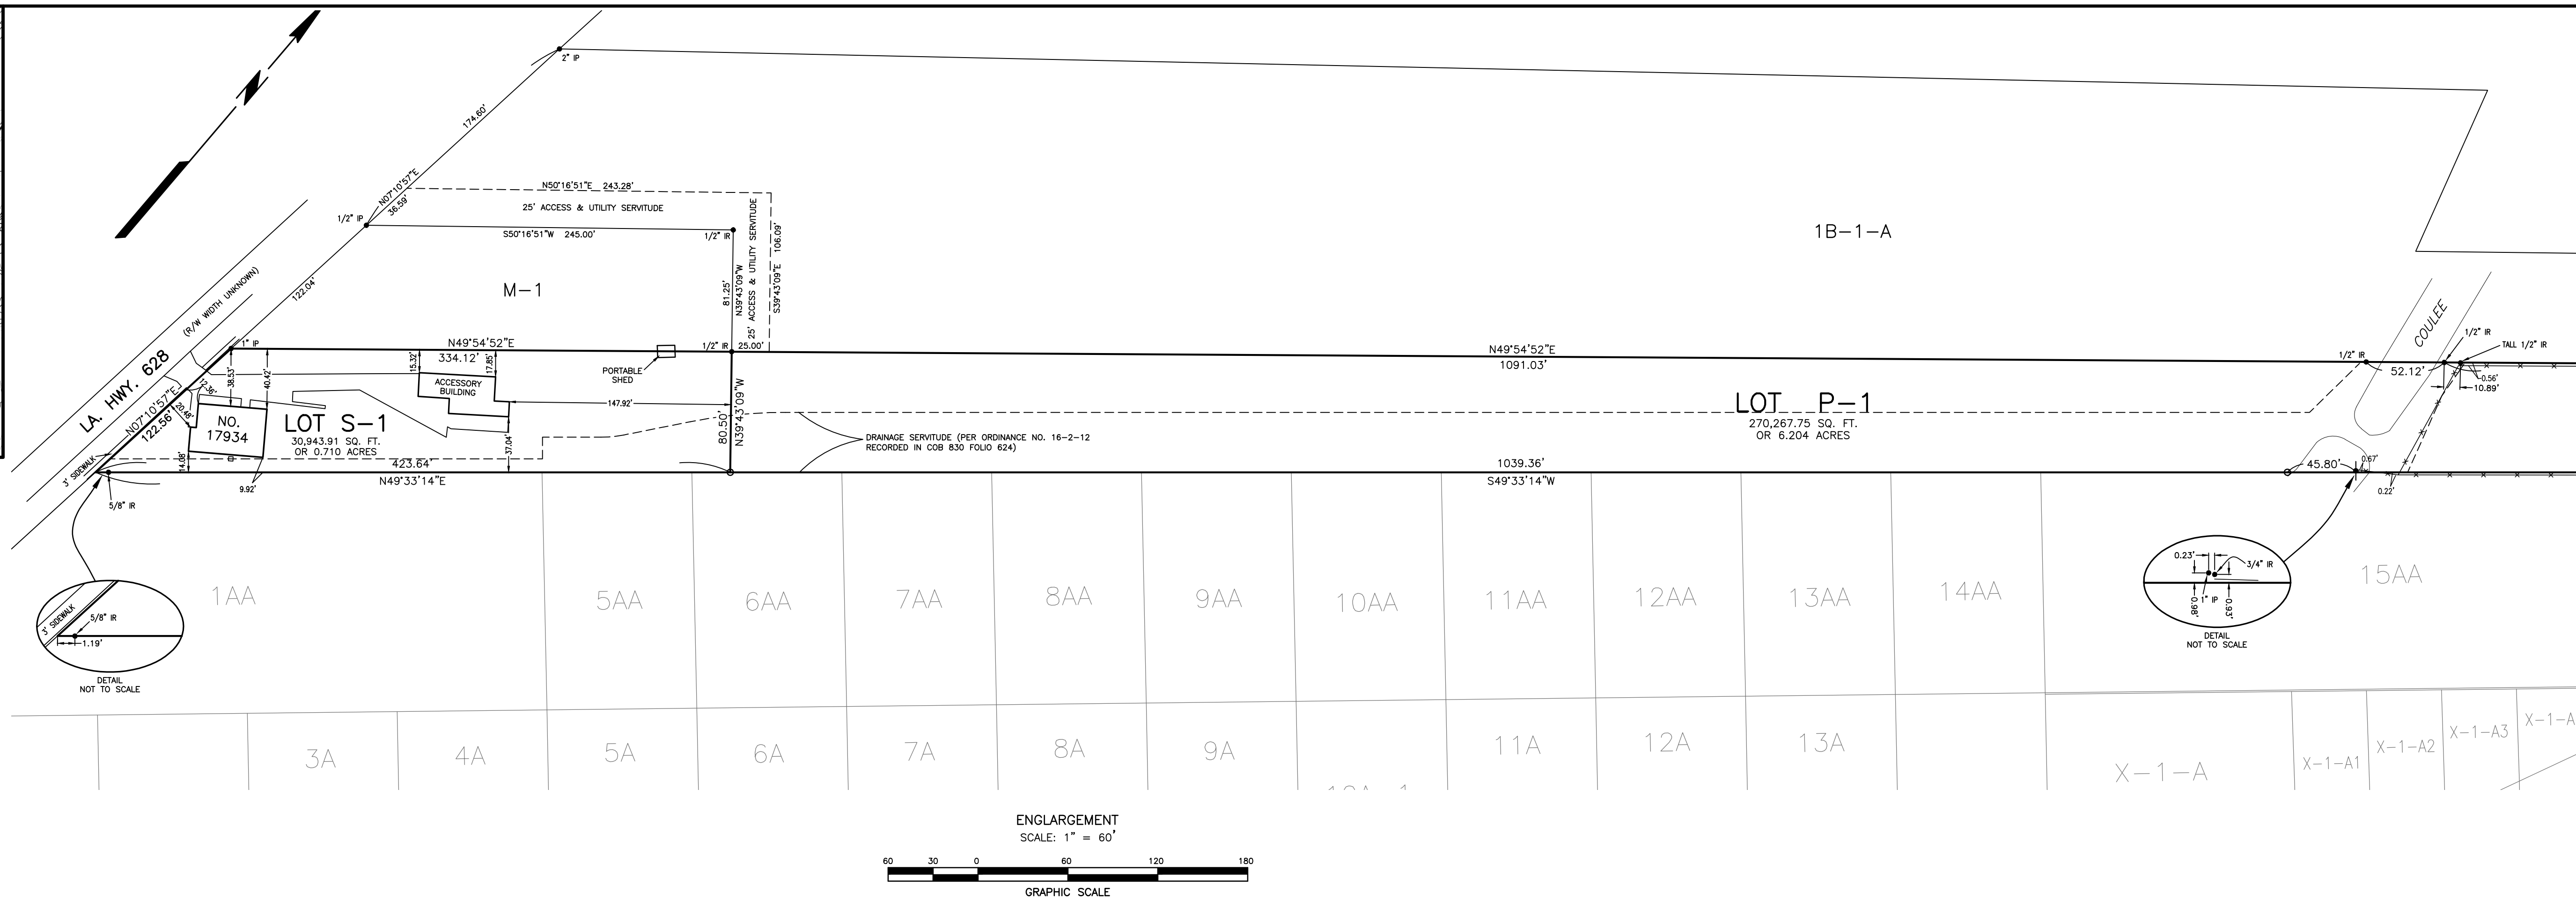 N
2" IP
174.60'
N07°10'57"E
36.59'
1/2" IP
N50°16'51"E 243.28'
25' ACCESS & UTILITY SERVITUDE
S50°16'51"W 245.00'
1/2" IR
25' ACCESS & UTILITY SERVITUDE
S39°43'09"E 106.09'
N39°43'09"W
81.25'
M-1
1B-1-A
122.04'
LA. HWY. 628
(R/W WIDTH UNKNOWN)
1" IP
N49°54'52"E
334.12'
1/2" IR
25.00'
PORTABLE
SHED
15.32'
17.85'
ACCESSORY
BUILDING
147.92'
38.53'
40.42'
12.36'
20.48'
N07°10'57"E
122.56'
3' SIDEWALK
NO.
17934
LOT S-1
30,943.91 SQ. FT.
OR 0.710 ACRES
14.08'
9.92'
37.04'
423.64'
N49°33'14"E
5/8" IR
80.50'
N39°43'09"W
DRAINAGE SERVITUDE (PER ORDINANCE NO. 16-2-12
RECORDED IN COB 830 FOLIO 624)
N49°54'52"E
1091.03'
LOT P-1
270,267.75 SQ. FT.
OR 6.204 ACRES
1039.36'
S49°33'14"W
COULEE
1/2" IR
52.12'
1/2" IR
TALL 1/2" IR
0.56'
10.89'
45.80'
0.67'
0.22'
3' SIDEWALK
5/8" IR
1.19'
DETAIL
NOT TO SCALE
0.23'
3/4" IR
1" IP
0.98'
0.93'
DETAIL
NOT TO SCALE
1AA
5AA
6AA
7AA
8AA
9AA
10AA
11AA
12AA
13AA
14AA
15AA
3A
4A
5A
6A
7A
8A
9A
11A
12A
13A
X-1-A
X-1-A1
X-1-A2
X-1-A3
X-1-A
ENGLARGEMENT
SCALE: 1" = 60'
60 30 0 60 120 180
GRAPHIC SCALE